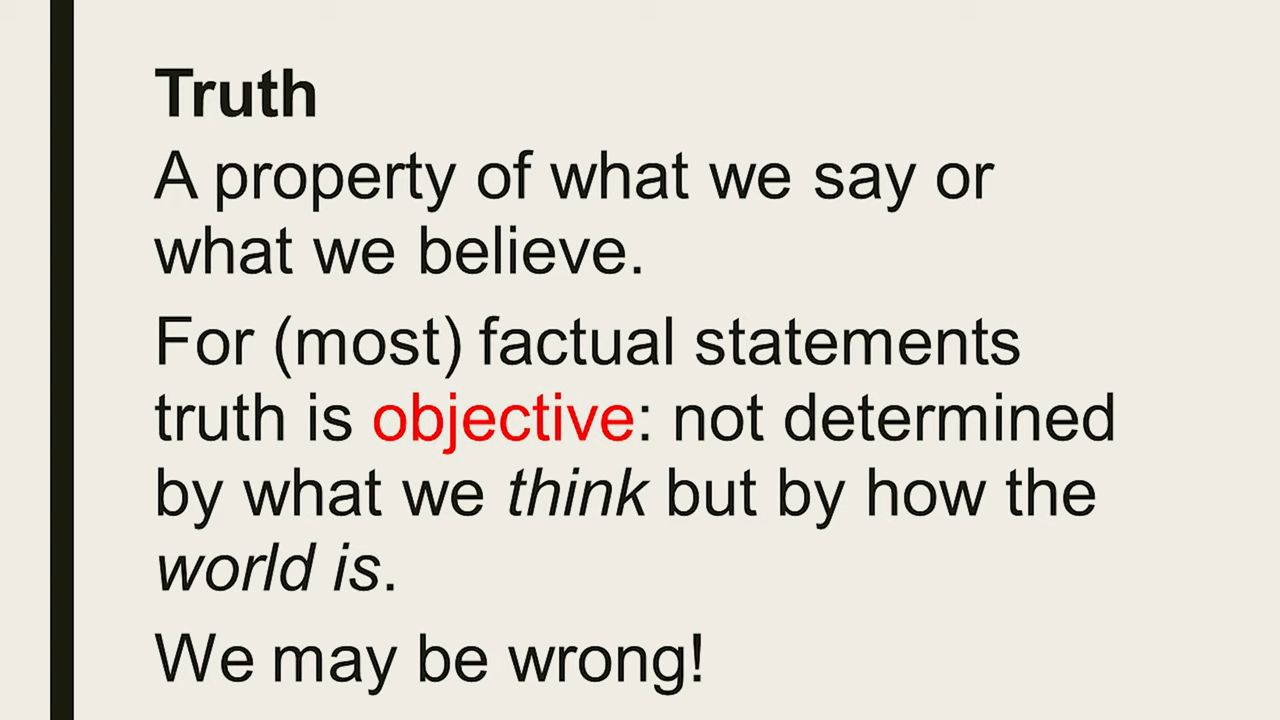 Truth
A property of what we say or
what we believe.
For (most) factual statements
truth is objective: not determined
by what we think but by how the
world is.
We may be wrong!